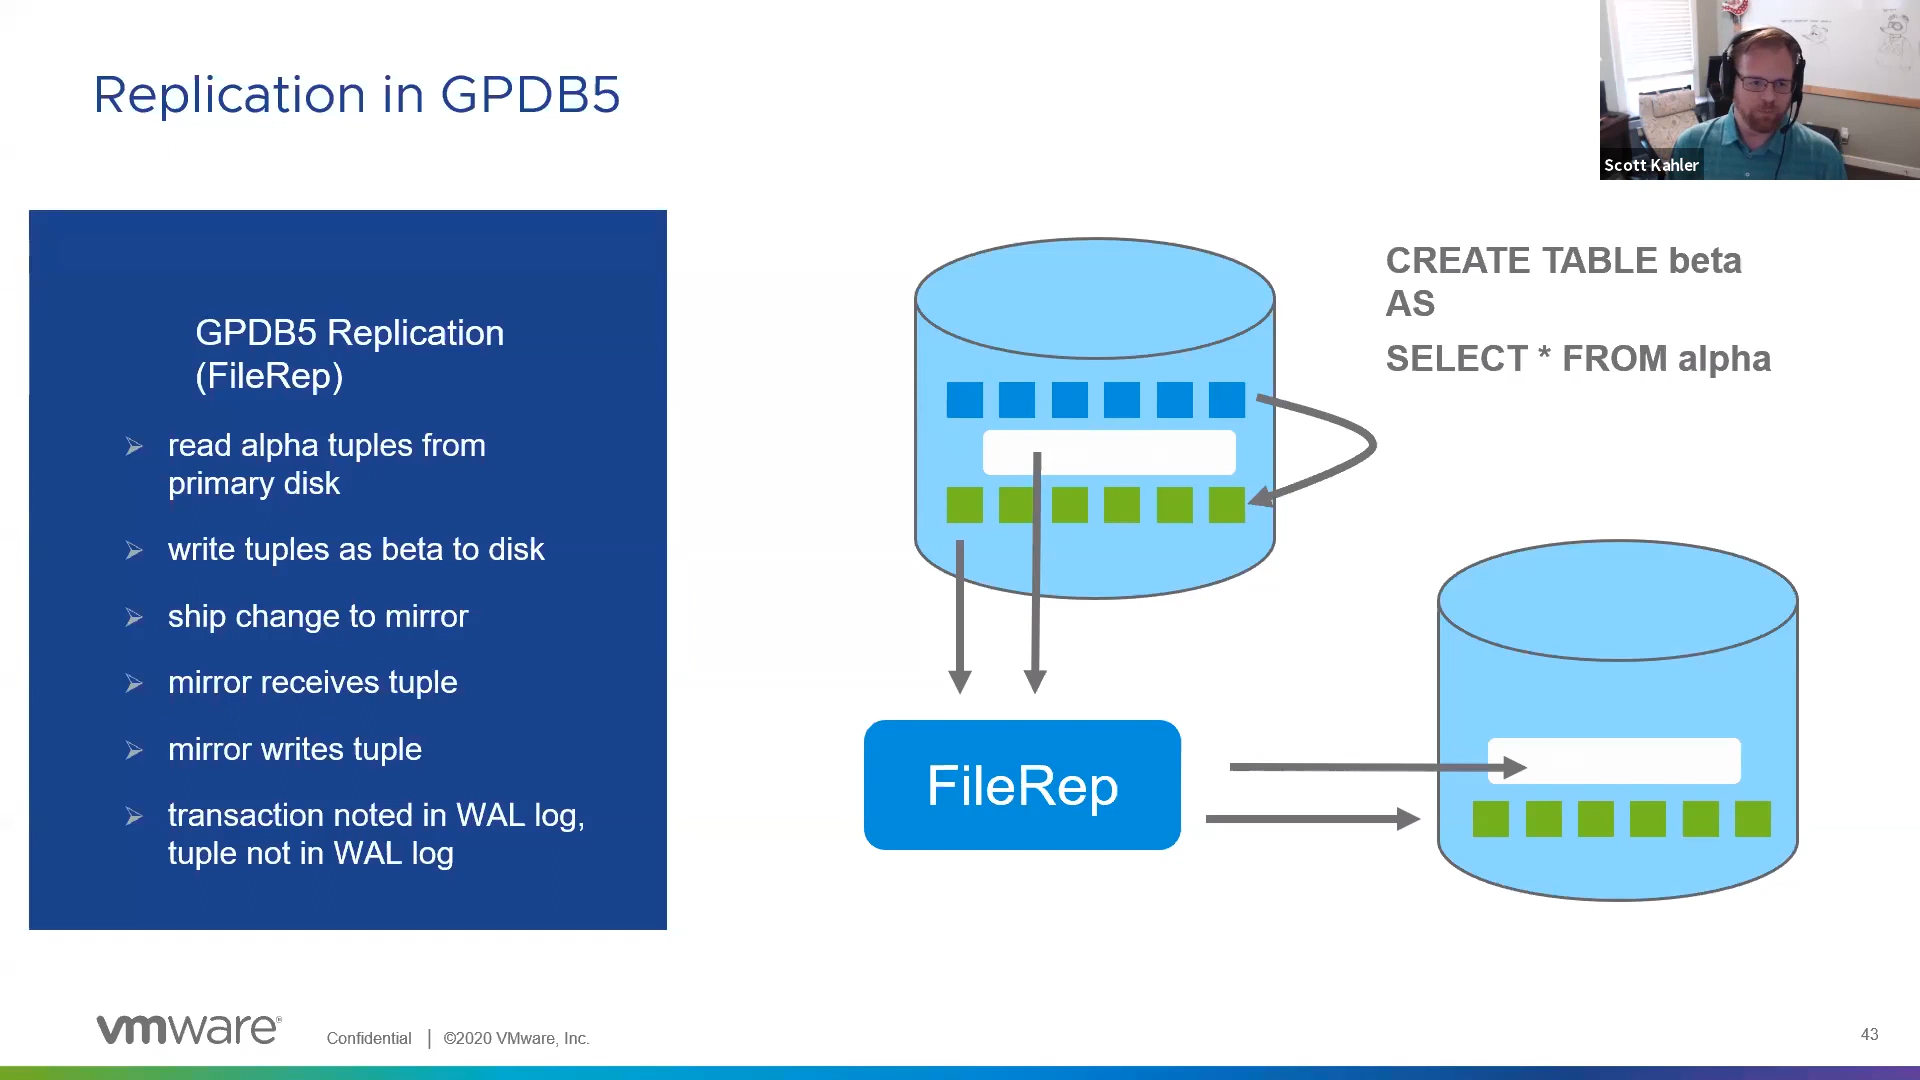 Replication in GPDB5
Scott Kahler
GPDB5 Replication
(FileRep)
➢ read alpha tuples from
primary disk
➢ write tuples as beta to disk
➢ ship change to mirror
➢ mirror receives tuple
➢ mirror writes tuple
➢ transaction noted in WAL log,
tuple not in WAL log
CREATE TABLE beta
AS
SELECT * FROM alpha
FileRep
vmware®
Confidential | ©2020 VMware, Inc.
43